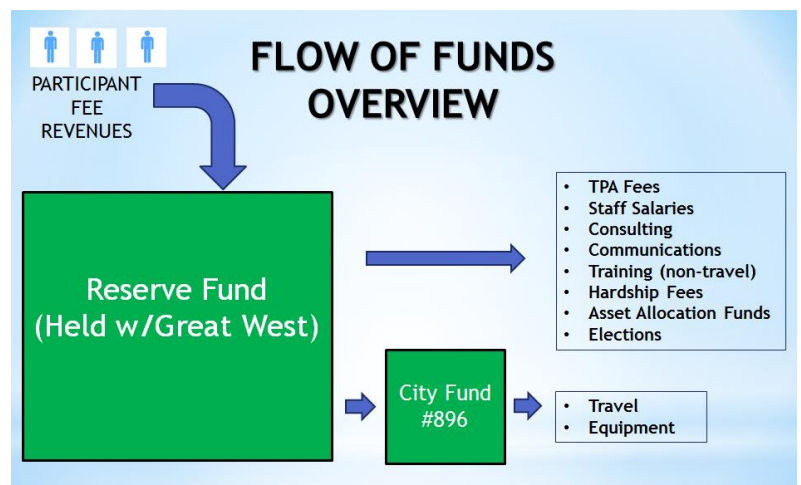 FLOW OF FUNDS
OVERVIEW
PARTICIPANT
FEE
REVENUES
Reserve Fund
(Held w/Great West)
• TPA Fees
• Staff Salaries
• Consulting
• Communications
• Training (non-travel)
• Hardship Fees
• Asset Allocation Funds
• Elections
City Fund
#896
• Travel
• Equipment